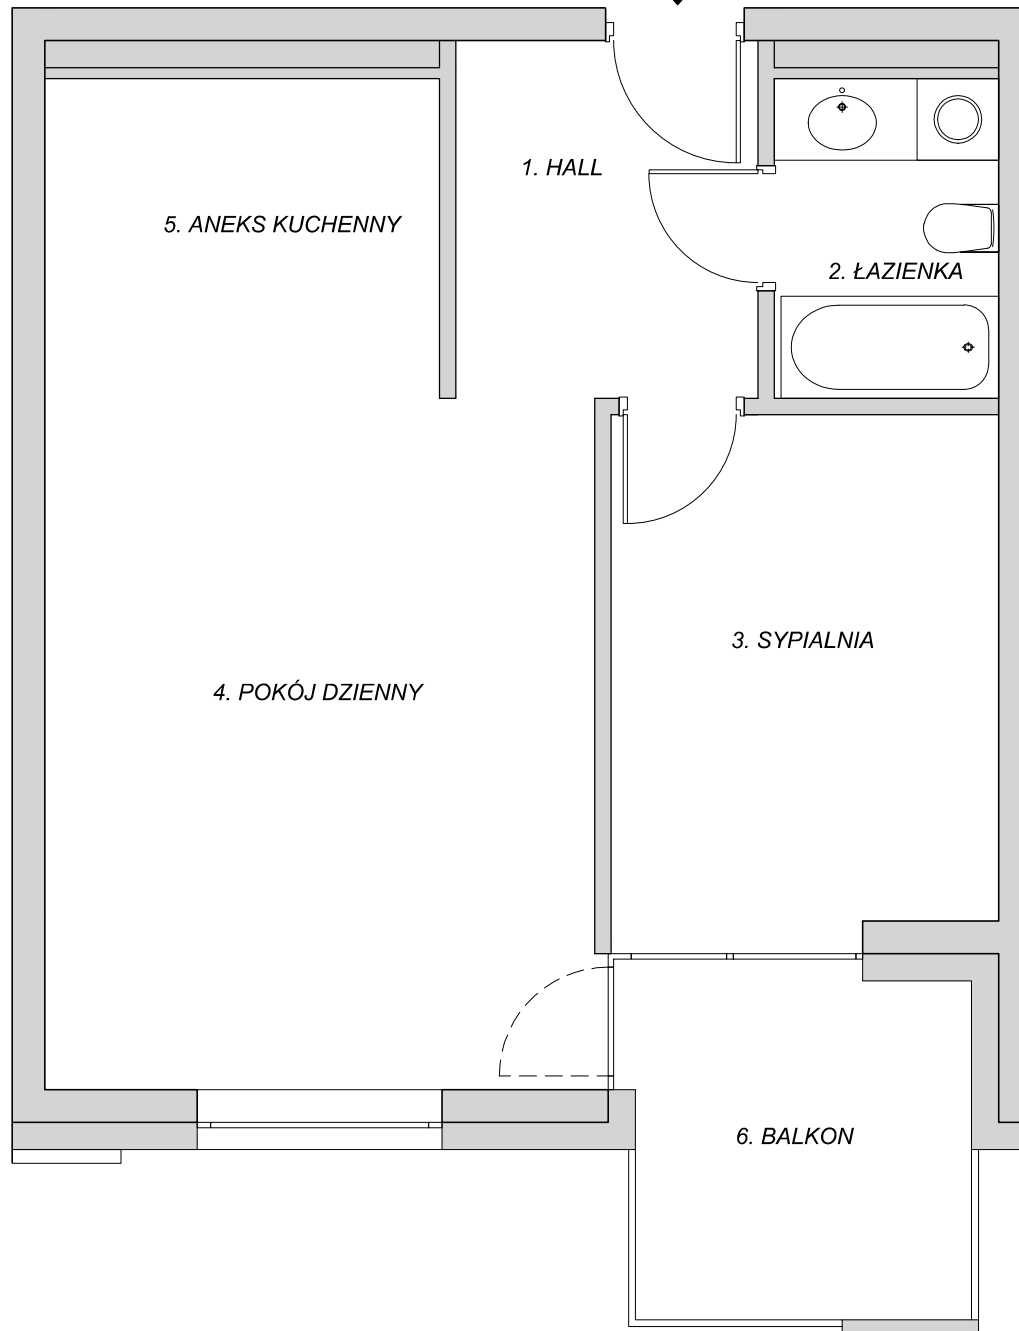 1. HALL
5. ANEKS KUCHENNY
2. ŁAZIENKA
3. SYPIALNIA
4. POKÓJ DZIENNY
6. BALKON